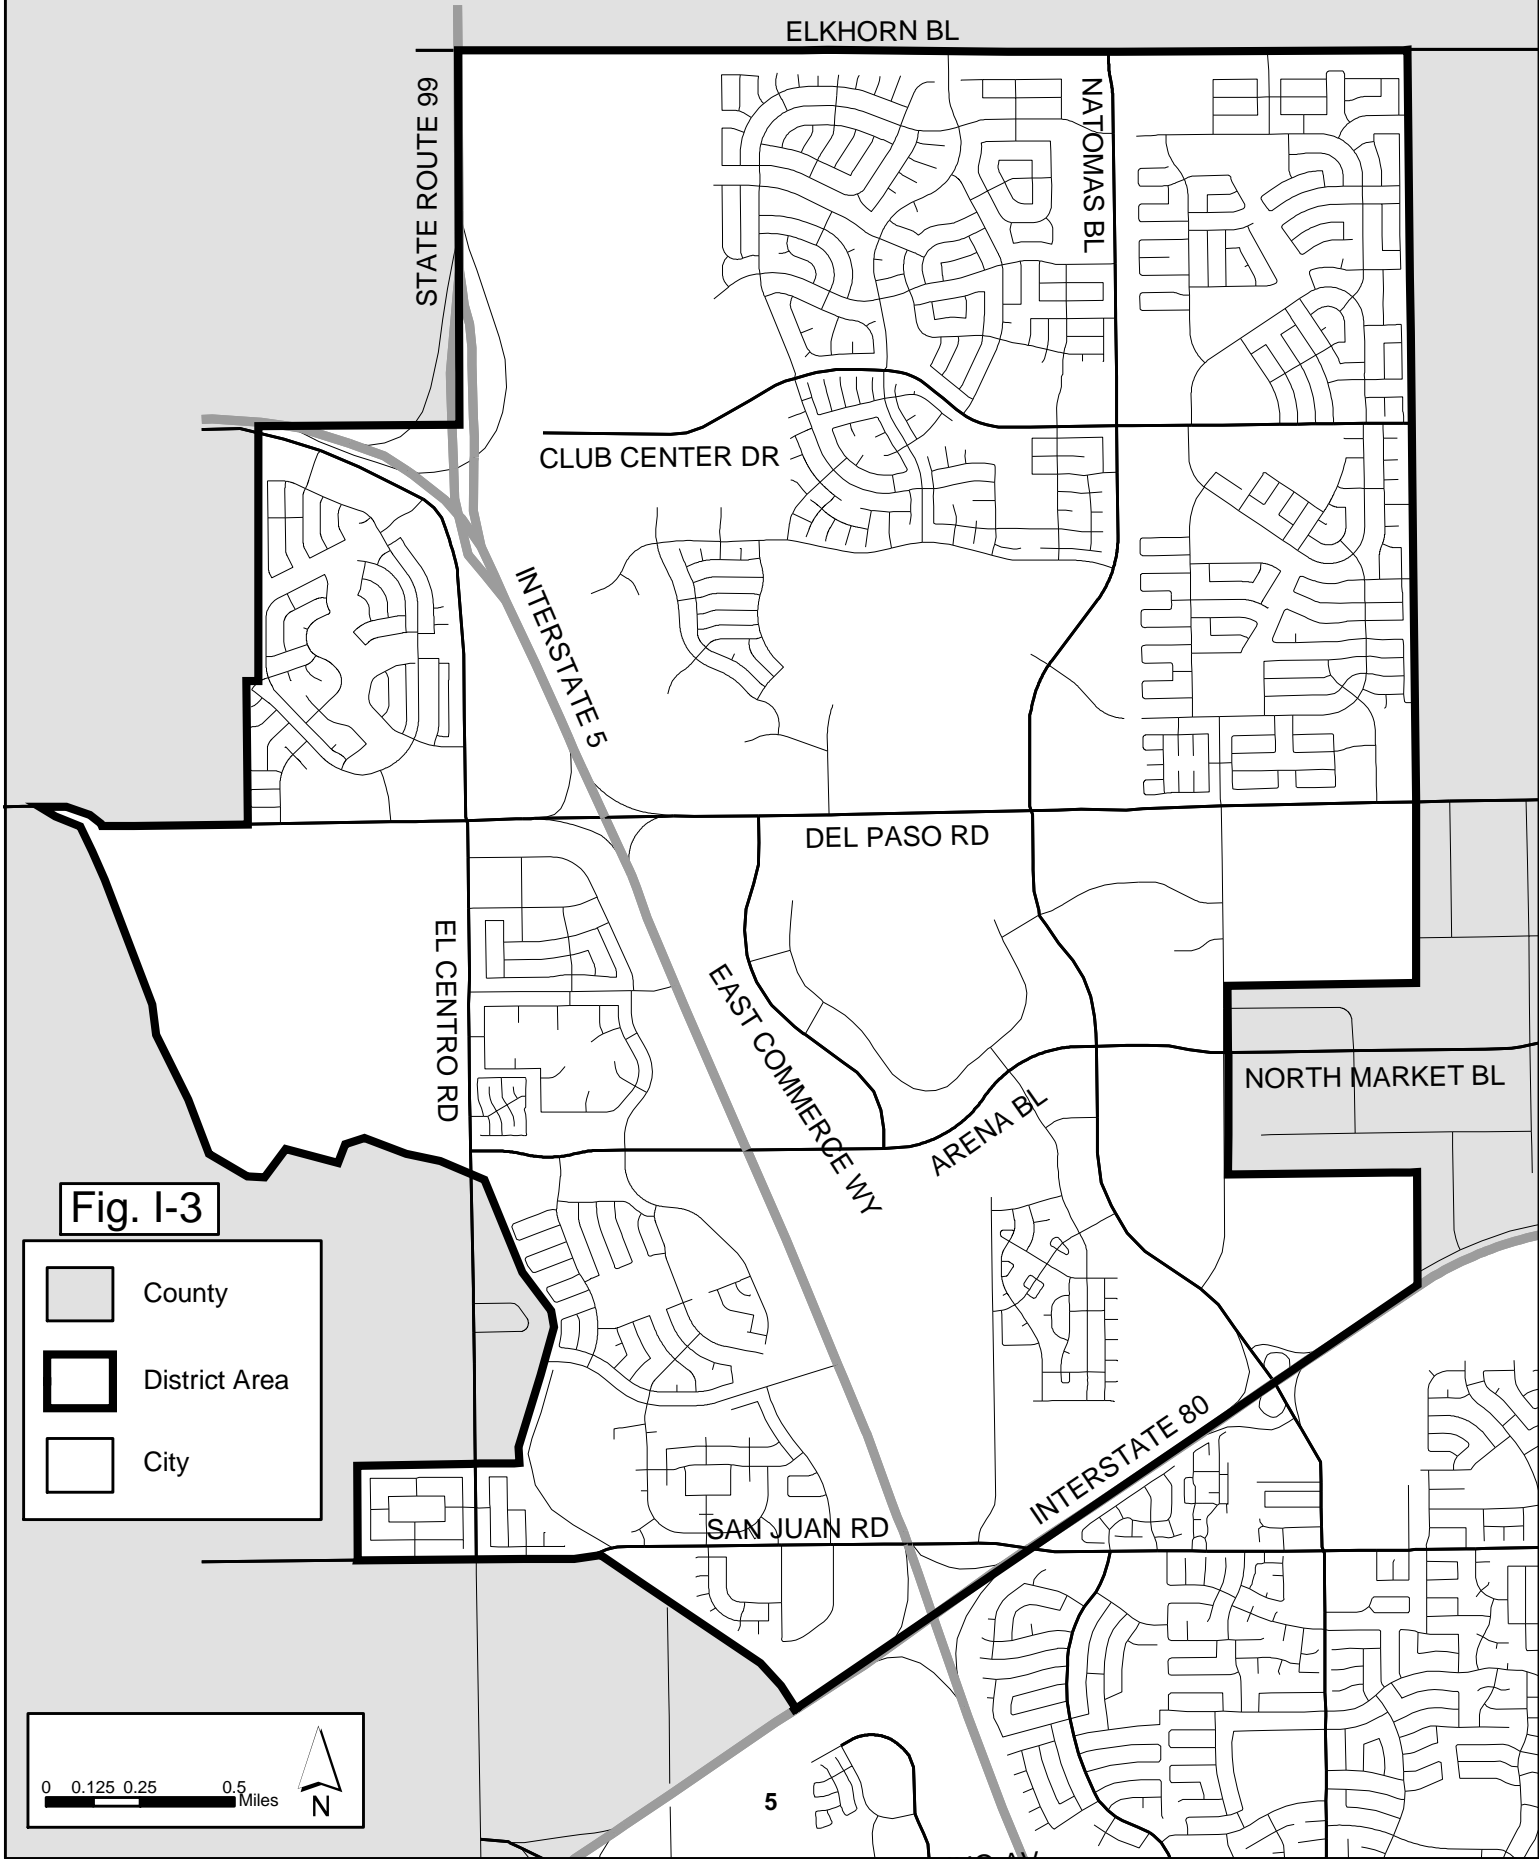 ELKHORN BL
STATE ROUTE 99
NATOMAS BL
CLUB CENTER DR
INTERSTATE 5
DEL PASO RD
EL CENTRO RD
EAST COMMERCE WY
ARENA BL
NORTH MARKET BL
Fig. I-3
County
District Area
City
INTERSTATE 80
SAN JUAN RD
0 0.125 0.25 0.5 Miles
N
5